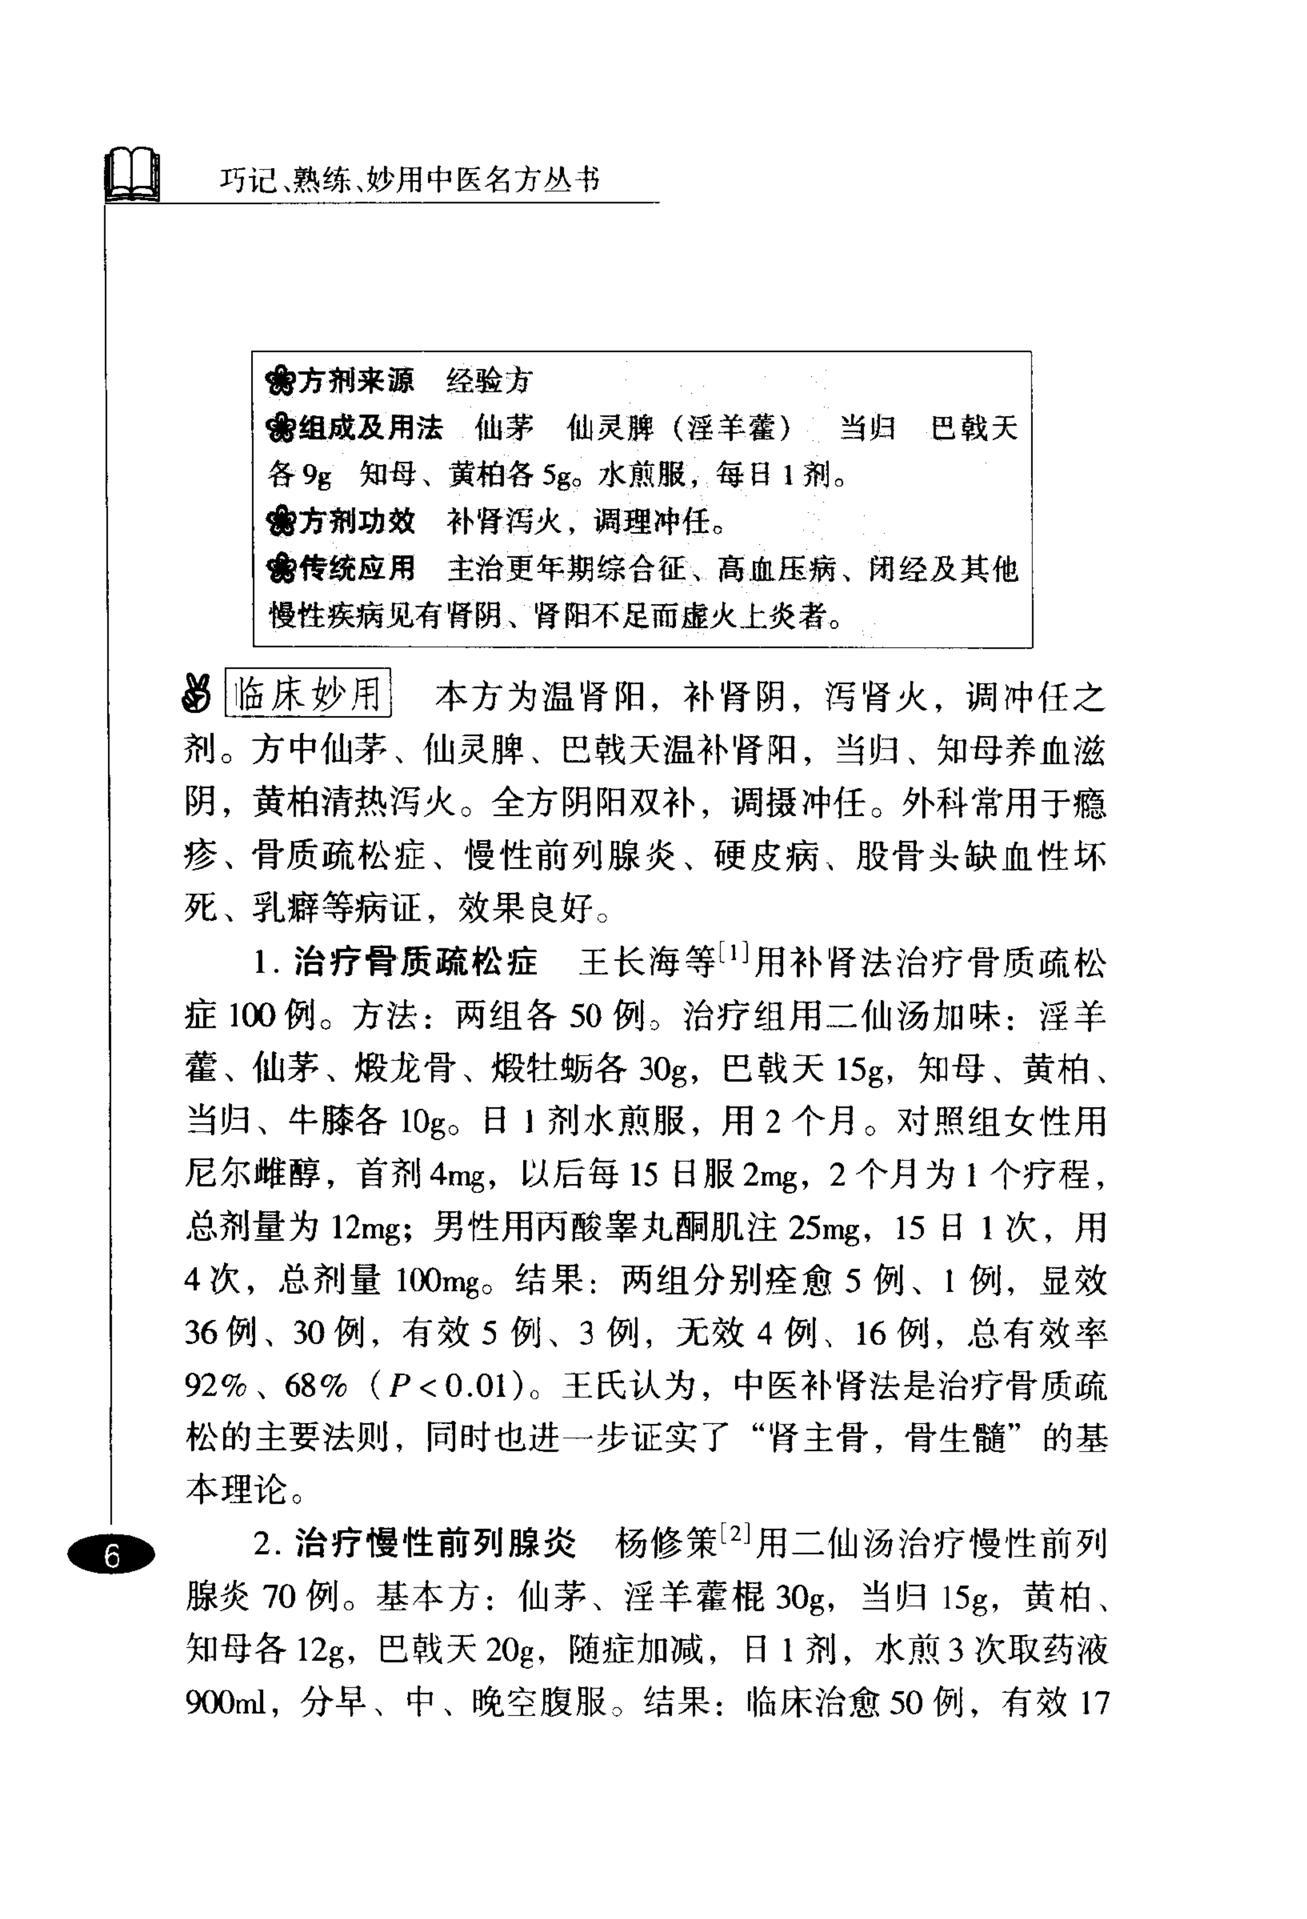 巧记、熟练、妙用中医名方丛书
方剂来源 经验方
组成及用法 仙茅 仙灵脾（淫羊藿） 当归 巴戟天
各9g 知母、黄柏各5g。水煎服，每日1剂。
方剂功效 补肾泻火，调理冲任。
传统应用 主治更年期综合征、高血压病、闭经及其他
慢性疾病见有肾阴、肾阳不足而虚火上炎者。
临床妙用 本方为温肾阳，补肾阴，泻肾火，调冲任之
剂。方中仙茅、仙灵脾、巴戟天温补肾阳，当归、知母养血滋
阴，黄柏清热泻火。全方阴阳双补，调摄冲任。外科常用于瘾
疹、骨质疏松症、慢性前列腺炎、硬皮病、股骨头缺血性坏
死、乳癖等病证，效果良好。
1. 治疗骨质疏松症 王长海等[1]用补肾法治疗骨质疏松
症100例。方法：两组各50例。治疗组用二仙汤加味：淫羊
藿、仙茅、煅龙骨、煅牡蛎各30g，巴戟天15g，知母、黄柏、
当归、牛膝各10g。日1剂水煎服，用2个月。对照组女性用
尼尔雌醇，首剂4mg，以后每15日服2mg，2个月为1个疗程，
总剂量为12mg；男性用丙酸睾丸酮肌注25mg，15日1次，用
4次，总剂量100mg。结果：两组分别痊愈5例、1例，显效
36例、30例，有效5例、3例，无效4例、16例，总有效率
92%、68%（P<0.01）。王氏认为，中医补肾法是治疗骨质疏
松的主要法则，同时也进一步证实了“肾主骨，骨生髓”的基
本理论。
2. 治疗慢性前列腺炎 杨修策[2]用二仙汤治疗慢性前列
腺炎70例。基本方：仙茅、淫羊藿棍30g，当归15g，黄柏、
知母各12g，巴戟天20g，随症加减，日1剂，水煎3次取药液
900ml，分早、中、晚空腹服。结果：临床治愈50例，有效17
6